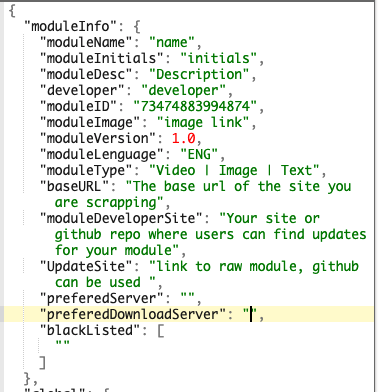 {
"moduleInfo": {
"moduleName": "name",
"moduleInitials": "initials",
"moduleDesc": "Description",
"developer": "developer",
"moduleID": "73474883994874",
"moduleImage": "image link",
"moduleVersion": 1.0,
"moduleLenguage": "ENG",
"moduleType": "Video | Image | Text",
"baseURL": "The base url of the site you
are scrapping",
"moduleDeveloperSite": "Your site or
github repo where users can find updates
for your module",
"UpdateSite": "link to raw module, github
can be used ",
"preferedServer": "",
"preferedDownloadServer": "",
"blackListed": [
""
]
},
"global": {